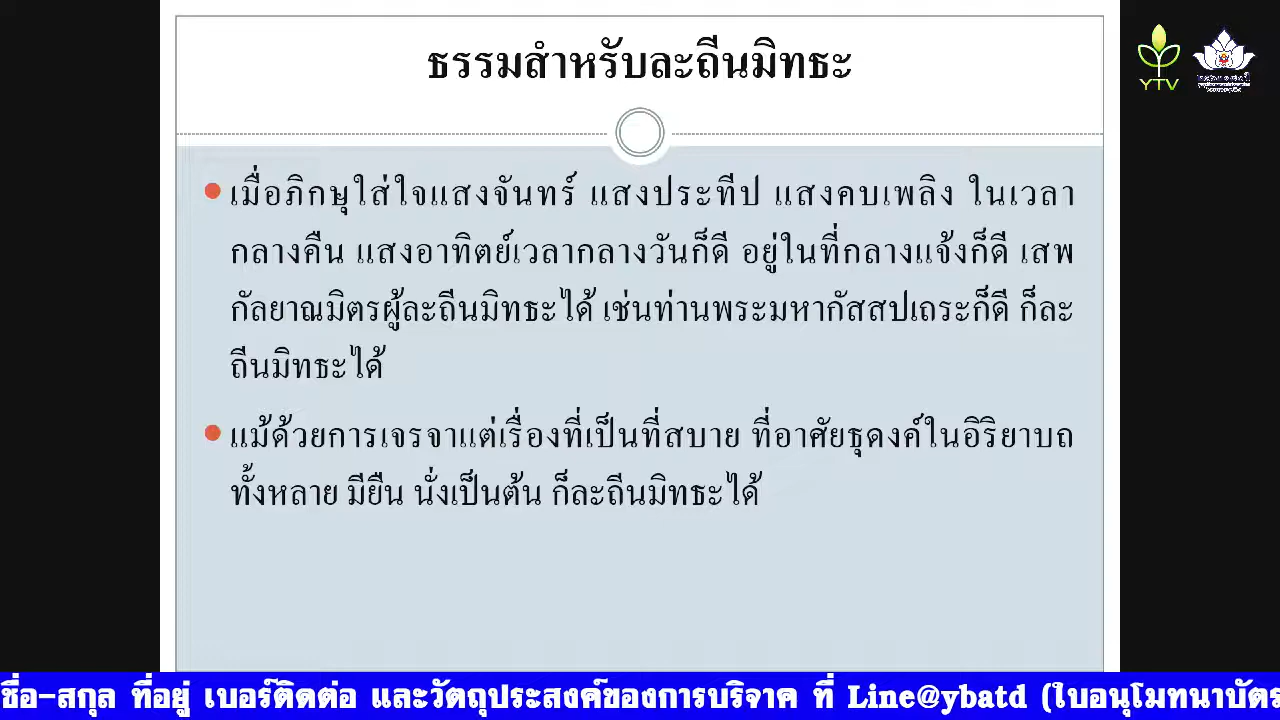 ธรรมสำหรับละถีนมิทธะ
YTV
เมื่อภิกษุใส่ใจแสงจันทร์ แสงประทีป แสงคบเพลิง ในเวลา
กลางคืน แสงอาทิตย์เวลากลางวันก็ดี อยู่ในที่กลางแจ้งก็ดี เสพ
กัลยาณมิตรผู้ละถีนมิทธะได้ เช่นท่านพระมหากัสสปเถระก็ดี ก็ละ
ถีนมิทธะได้
แม้ด้วยการเจรจาแต่เรื่องที่เป็นที่สบาย ที่อาศัยธุดงค์ในอิริยาบถ
ทั้งหลาย มียืน นั่งเป็นต้น ก็ละถีนมิทธะได้
ชื่อ-สกุล ที่อยู่ เบอร์ติดต่อ และวัตถุประสงค์ของการบริจาค ที่ Line@ybatd (ใบอนุโมทนาบัตร